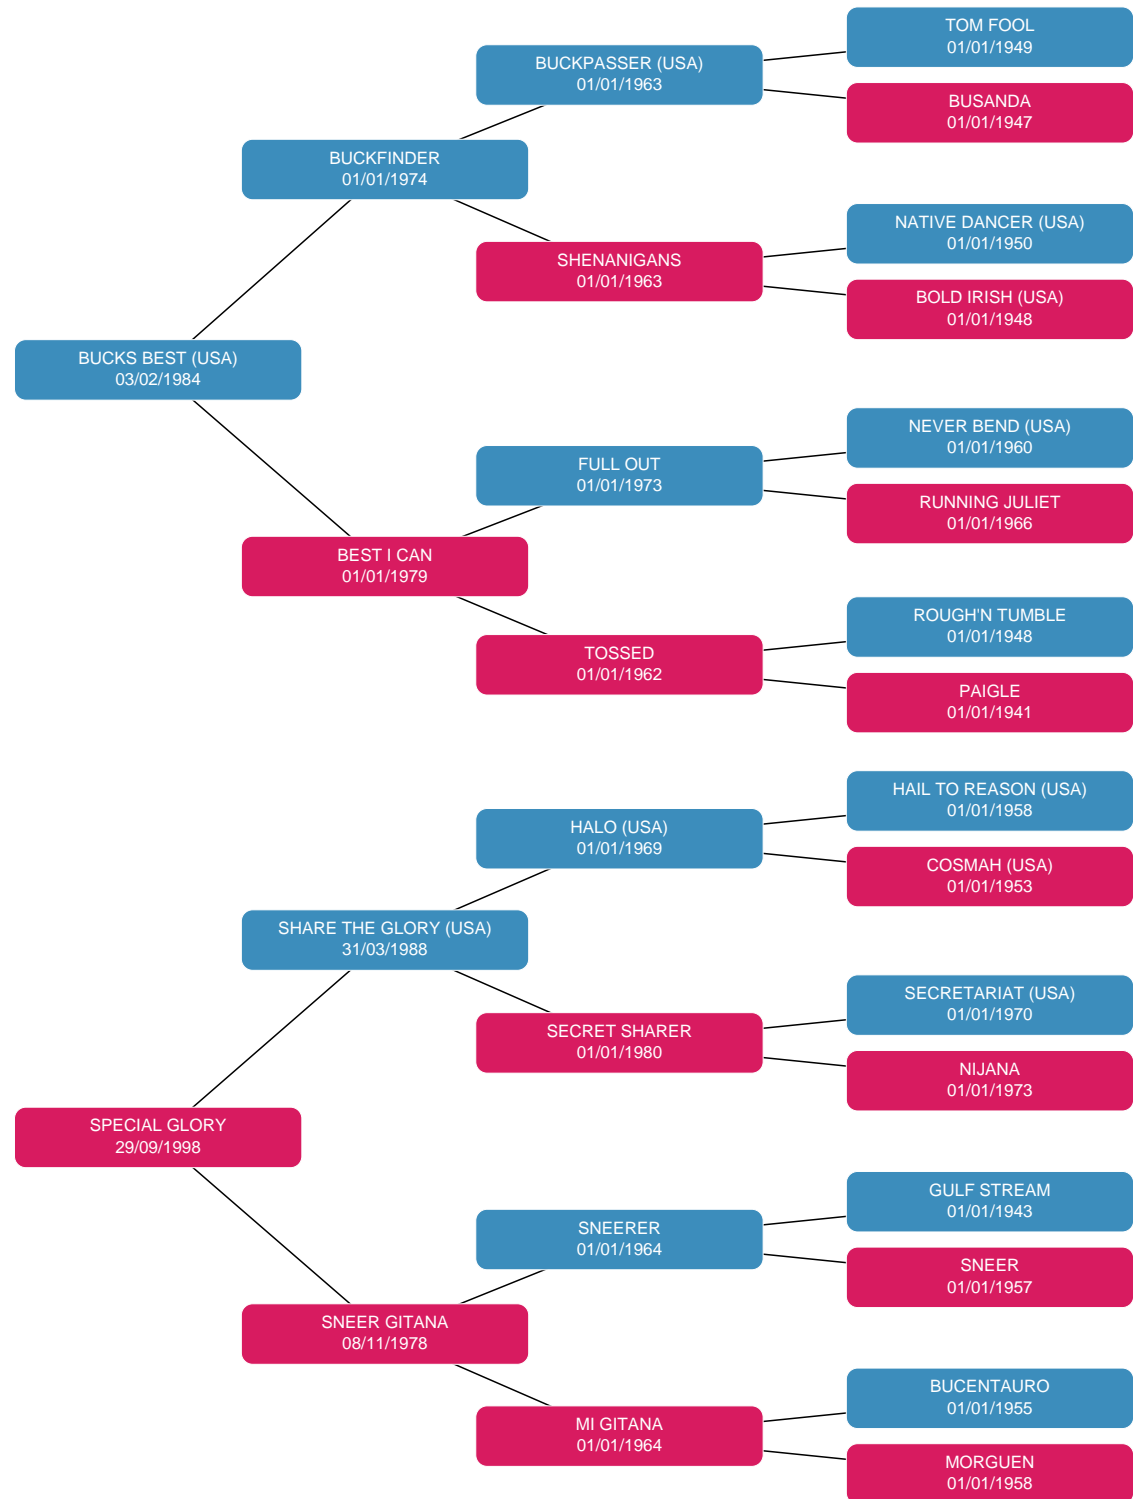 TOM FOOL
01/01/1949
BUCKPASSER (USA)
01/01/1963
BUSANDA
01/01/1947
BUCKFINDER
01/01/1974
NATIVE DANCER (USA)
01/01/1950
SHENANIGANS
01/01/1963
BOLD IRISH (USA)
01/01/1948
BUCKS BEST (USA)
03/02/1984
NEVER BEND (USA)
01/01/1960
FULL OUT
01/01/1973
RUNNING JULIET
01/01/1966
BEST I CAN
01/01/1979
ROUGH'N TUMBLE
01/01/1948
TOSSED
01/01/1962
PAIGLE
01/01/1941
HAIL TO REASON (USA)
01/01/1958
HALO (USA)
01/01/1969
COSMAH (USA)
01/01/1953
SHARE THE GLORY (USA)
31/03/1988
SECRETARIAT (USA)
01/01/1970
SECRET SHARER
01/01/1980
NIJANA
01/01/1973
SPECIAL GLORY
29/09/1998
GULF STREAM
01/01/1943
SNEERER
01/01/1964
SNEER
01/01/1957
SNEER GITANA
08/11/1978
BUCENTAURO
01/01/1955
MI GITANA
01/01/1964
MORGUEN
01/01/1958